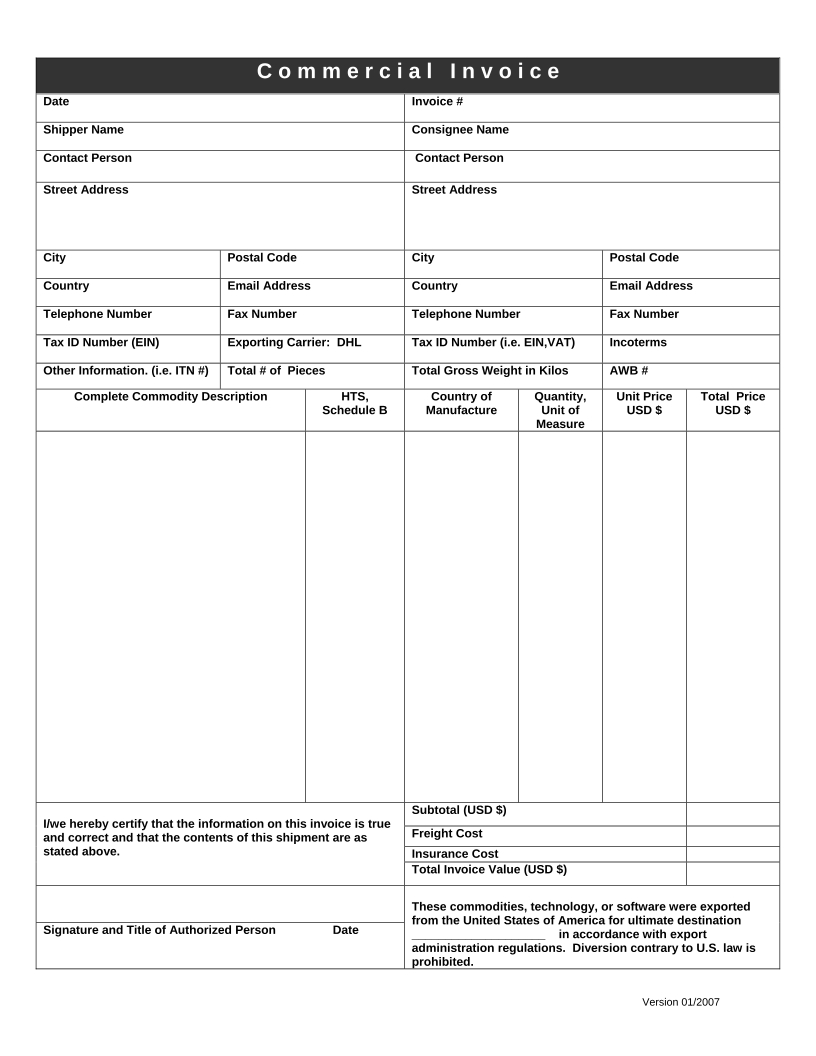 Commercial Invoice
Date
Invoice #
Shipper Name
Consignee Name
Contact Person
Contact Person
Street Address
Street Address
City
Postal Code
City
Postal Code
Country
Email Address
Country
Email Address
Telephone Number
Fax Number
Telephone Number
Fax Number
Tax ID Number (EIN)
Exporting Carrier:  DHL
Tax ID Number (i.e. EIN,VAT)
Incoterms
Other Information. (i.e. ITN #)
Total # of  Pieces
Total Gross Weight in Kilos
AWB #
Complete Commodity Description
HTS,
Schedule B
Country of
Manufacture
Quantity,
Unit of
Measure
Unit Price
USD $
Total  Price
USD $
I/we hereby certify that the information on this invoice is true
and correct and that the contents of this shipment are as
stated above.
Subtotal (USD $)
Freight Cost
Insurance Cost
Total Invoice Value (USD $)
Signature and Title of Authorized Person
Date
These commodities, technology, or software were exported
from the United States of America for ultimate destination
____________________    in accordance with export
administration regulations.  Diversion contrary to U.S. law is
prohibited.
Version 01/2007